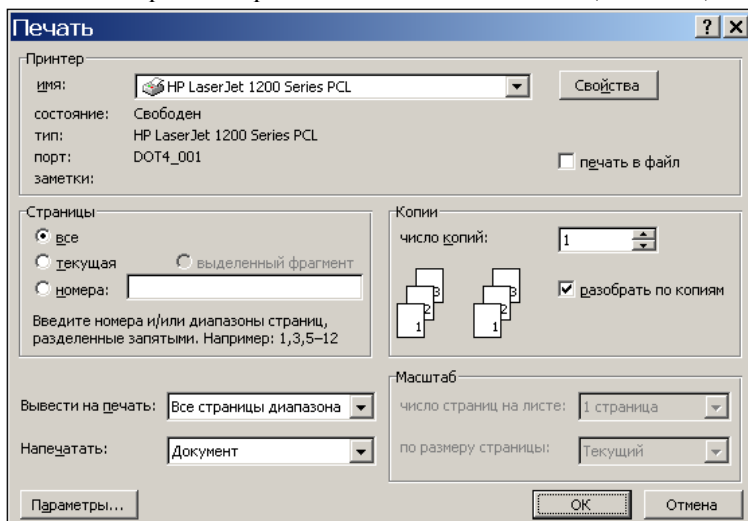 Печать
Принтер
имя:
HP LaserJet 1200 Series PCL
Свойства
состояние:
Свободен
тип:
HP LaserJet 1200 Series PCL
порт:
DOT4_001
печать в файл
заметки:
Страницы
все
текущая
выделенный фрагмент
номера:
Введите номера и/или диапазоны страниц,
разделенные запятыми. Например: 1,3,5–12
Копии
число копий:
1
3
2
1
3
2
1
разобрать по копиям
Вывести на печать:
Все страницы диапазона
Напечатать:
Документ
Масштаб
число страниц на листе:
1 страница
по размеру страницы:
Текущий
Параметры...
ОК
Отмена